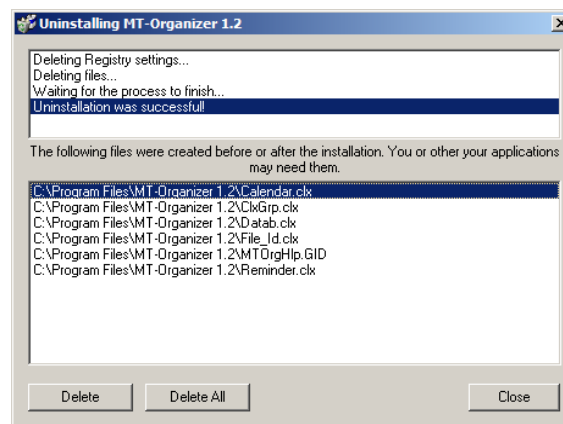 Uninstalling MT-Organizer 1.2
Deleting Registry settings...
Deleting files...
Waiting for the process to finish...
Uninstallation was successful!
The following files were created before or after the installation. You or other your applications
may need them.
C:\Program Files\MT-Organizer 1.2\Calendar.clx
C:\Program Files\MT-Organizer 1.2\ClxGrp.clx
C:\Program Files\MT-Organizer 1.2\Datab.clx
C:\Program Files\MT-Organizer 1.2\File_Id.clx
C:\Program Files\MT-Organizer 1.2\MTOrgHlp.GID
C:\Program Files\MT-Organizer 1.2\Reminder.clx
Delete Delete All Close